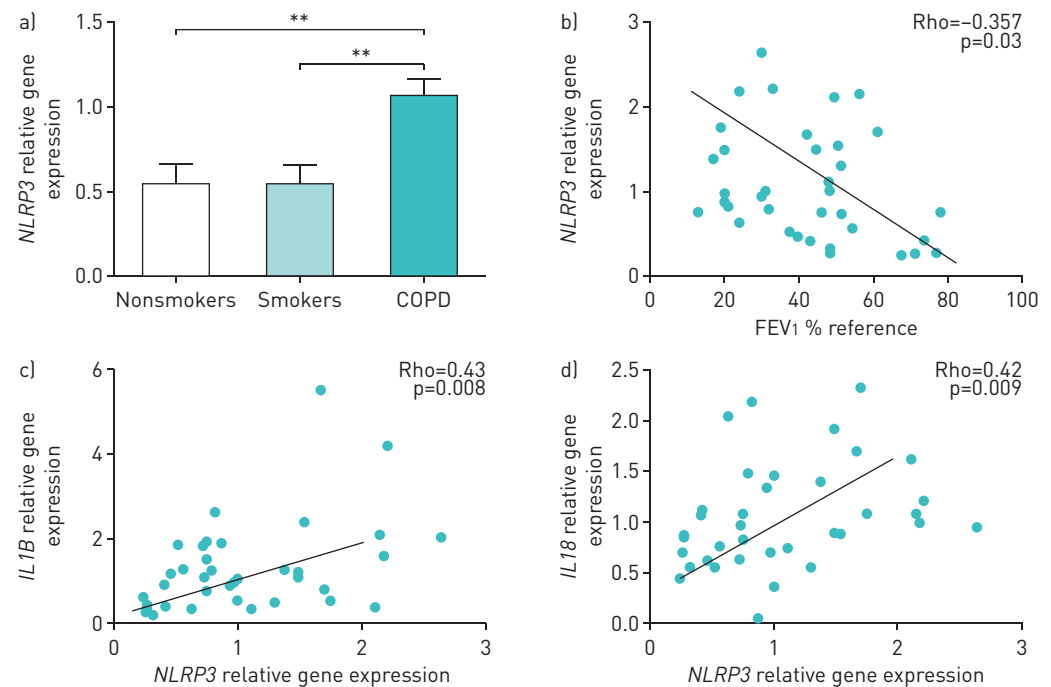 a)
NLRP3 relative gene
expression
1.5
1.0
0.5
0.0
**
**
Nonsmokers
Smokers
COPD
b)
NLRP3 relative gene
expression
3
2
1
0
Rho=–0.357
p=0.03
0
20
40
60
80
100
FEV1 % reference
c)
IL1B relative gene
expression
6
4
2
0
Rho=0.43
p=0.008
0
1
2
3
NLRP3 relative gene expression
d)
IL18 relative gene
expression
2.5
2.0
1.5
1.0
0.5
0.0
Rho=0.42
p=0.009
0
1
2
3
NLRP3 relative gene expression